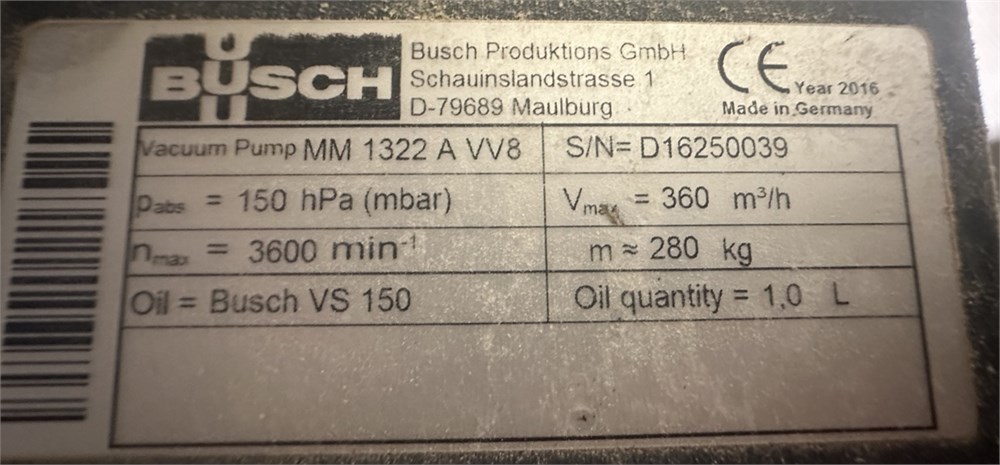 BUSCH
Busch Produktions GmbH
Schauinslandstrasse 1
D-79689 Maulburg
CE
Year 2016
Made in Germany
Vacuum Pump MM 1322 A VV8
S/N= D16250039
pabs = 150 hPa (mbar)
Vmax = 360 m³/h
nmax = 3600 min⁻¹
m ≈ 280 kg
Oil = Busch VS 150
Oil quantity = 1,0 L